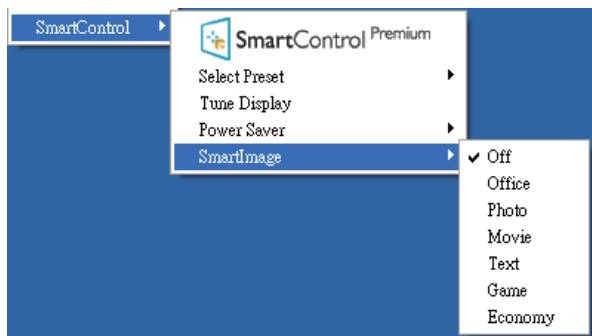 SmartControl
SmartControl Premium
Select Preset
Tune Display
Power Saver
SmartImage
Off
Office
Photo
Movie
Text
Game
Economy